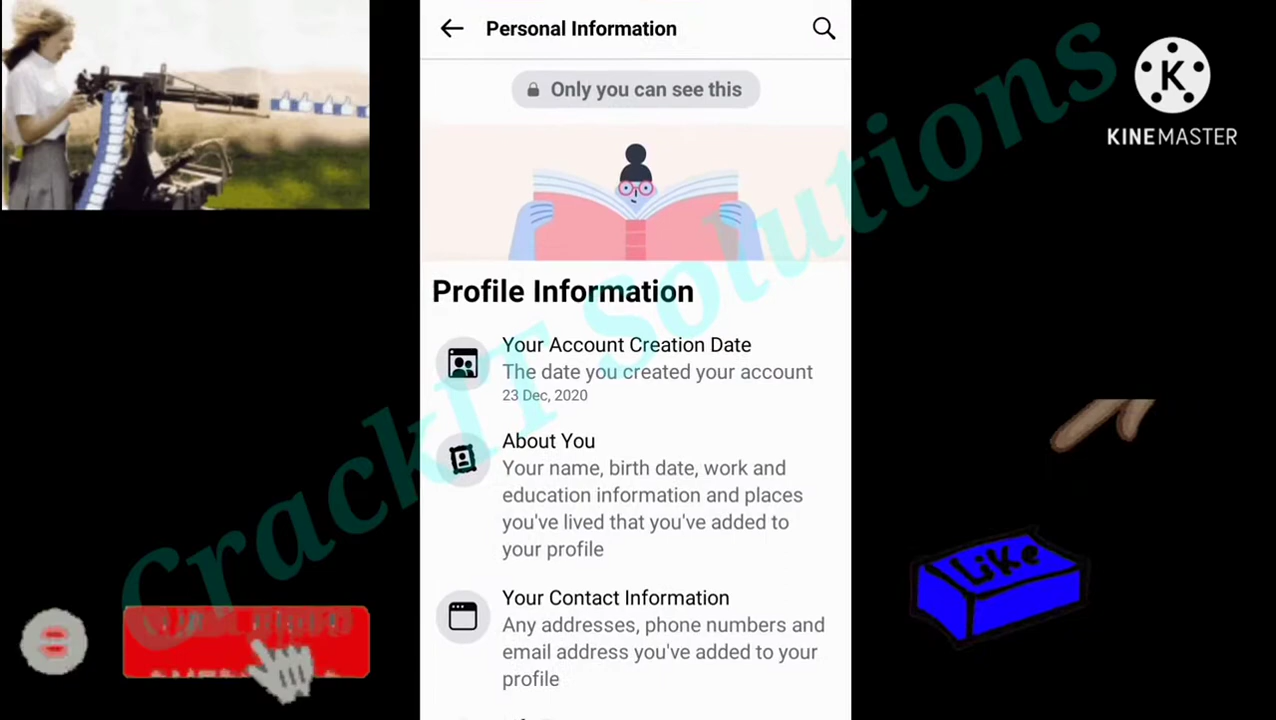 Personal Information
Only you can see this
K
KINEMASTER
CrackIT Solutions
Profile Information
Your Account Creation Date
The date you created your account
23 Dec, 2020
About You
Your name, birth date, work and
education information and places
you've lived that you've added to
your profile
Your Contact Information
Any addresses, phone numbers and
email address you've added to your
profile
LiKe